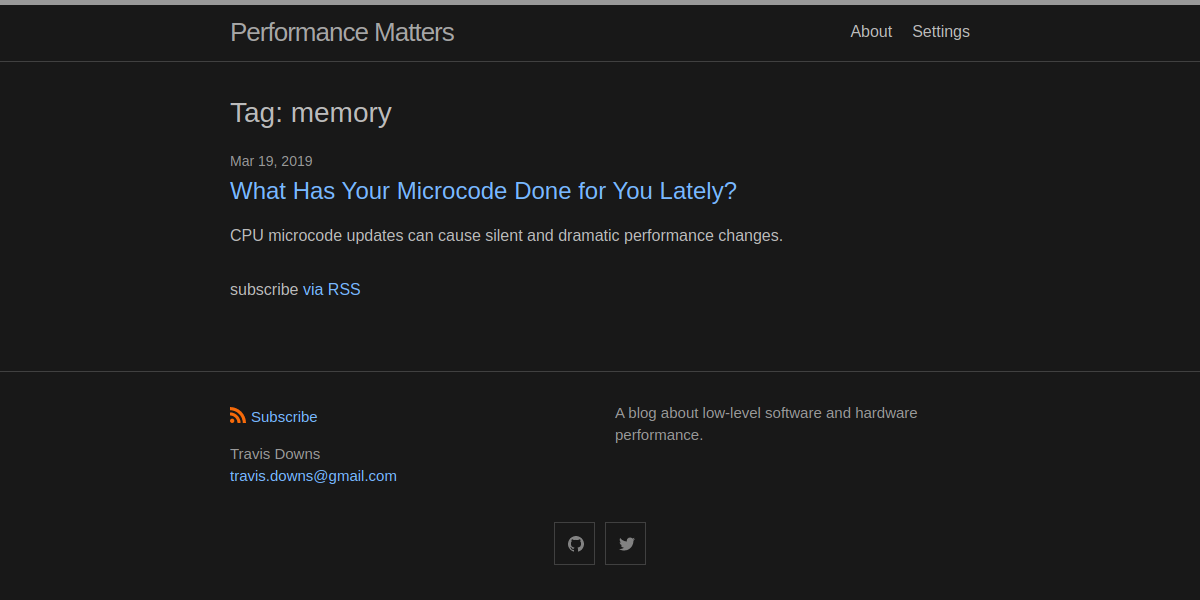 Performance Matters
About
Settings
Tag: memory
Mar 19, 2019
What Has Your Microcode Done for You Lately?
CPU microcode updates can cause silent and dramatic performance changes.
subscribe via RSS
Subscribe
Travis Downs
travis.downs@gmail.com
A blog about low-level software and hardware
performance.